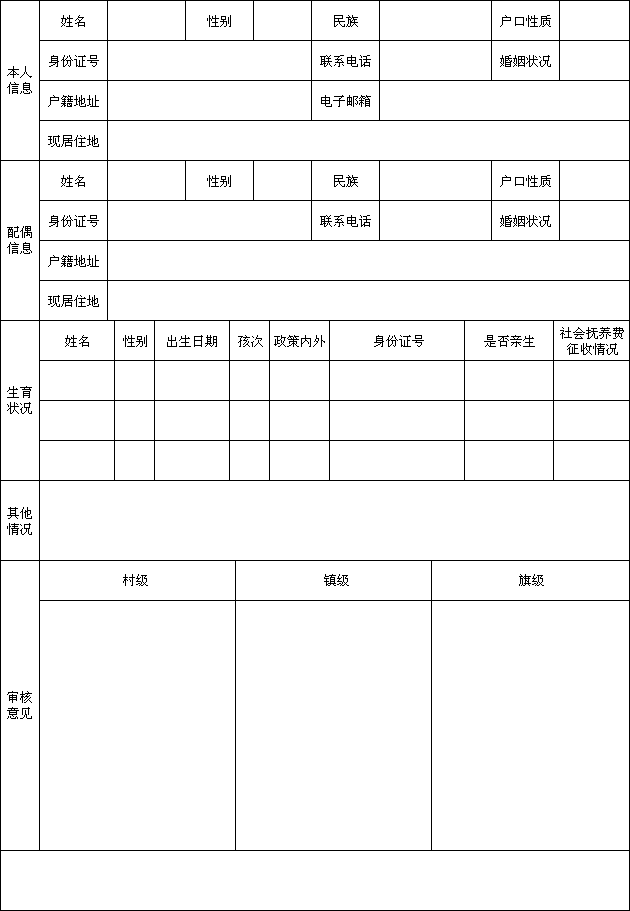 姓名 性别 民族 户口性质
身份证号 联系电话 婚姻状况
本人
信息
户籍地址 电子邮箱
现居住地
姓名 性别 民族 户口性质
身份证号 联系电话 婚姻状况
配偶
信息
户籍地址
现居住地
姓名 性别 出生日期 孩次 政策内外 身份证号 是否亲生 社会抚养费
征收情况
生育
状况
其他
情况
村级 镇级 旗级
审核
意见